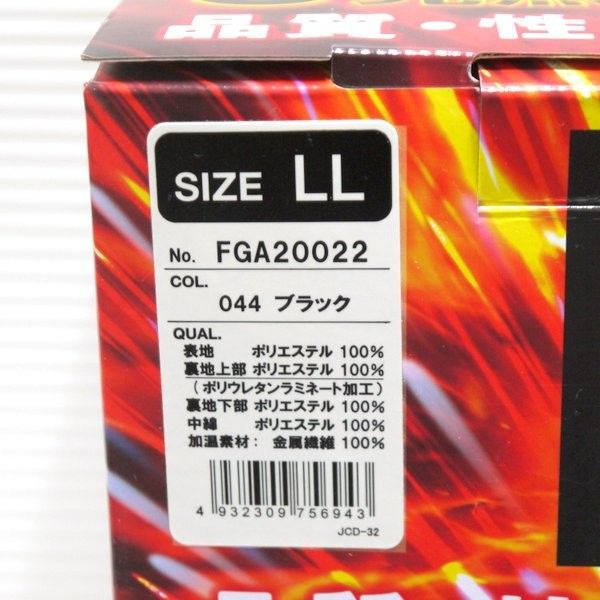 品質・性
SIZE LL
No. FGA20022
COL.
044 ブラック
QUAL.
表地 ポリエステル 100%
裏地上部 ポリエステル 100%
(ポリウレタンラミネート加工)
裏地下部 ポリエステル 100%
中綿 ポリエステル 100%
加温素材: 金属繊維 100%
4 932309 756943
JCD-32